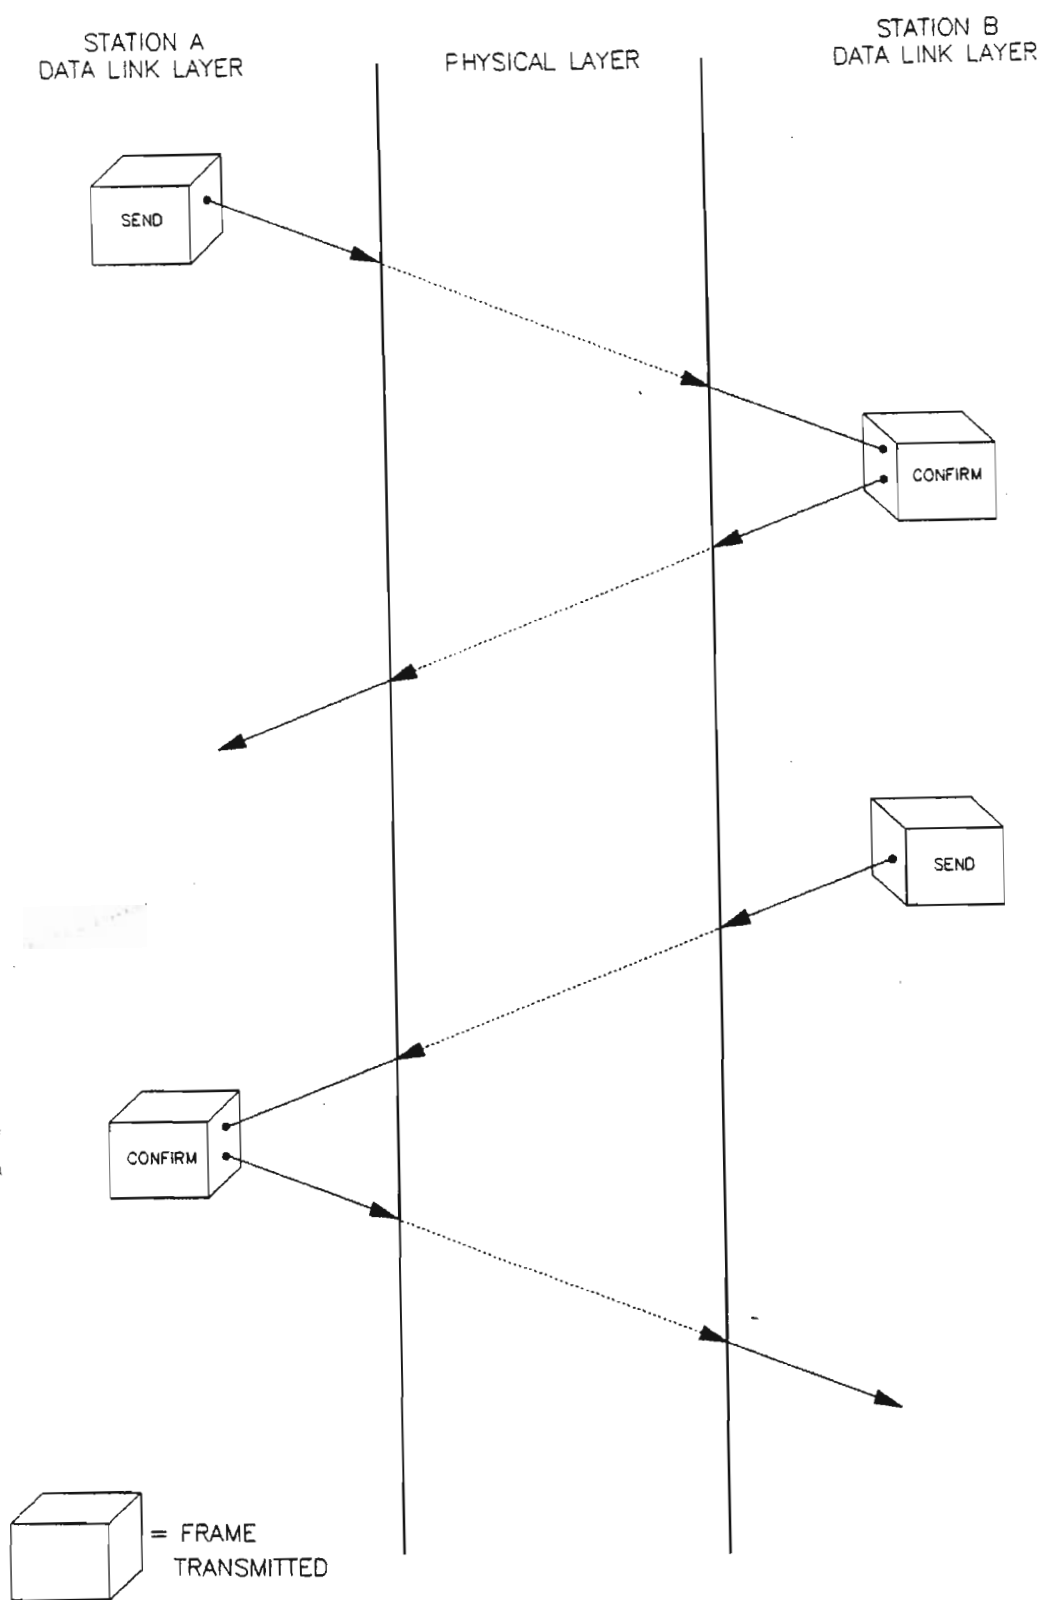 STATION A
DATA LINK LAYER
PHYSICAL LAYER
STATION B
DATA LINK LAYER
SEND
CONFIRM
SEND
CONFIRM
= FRAME
TRANSMITTED